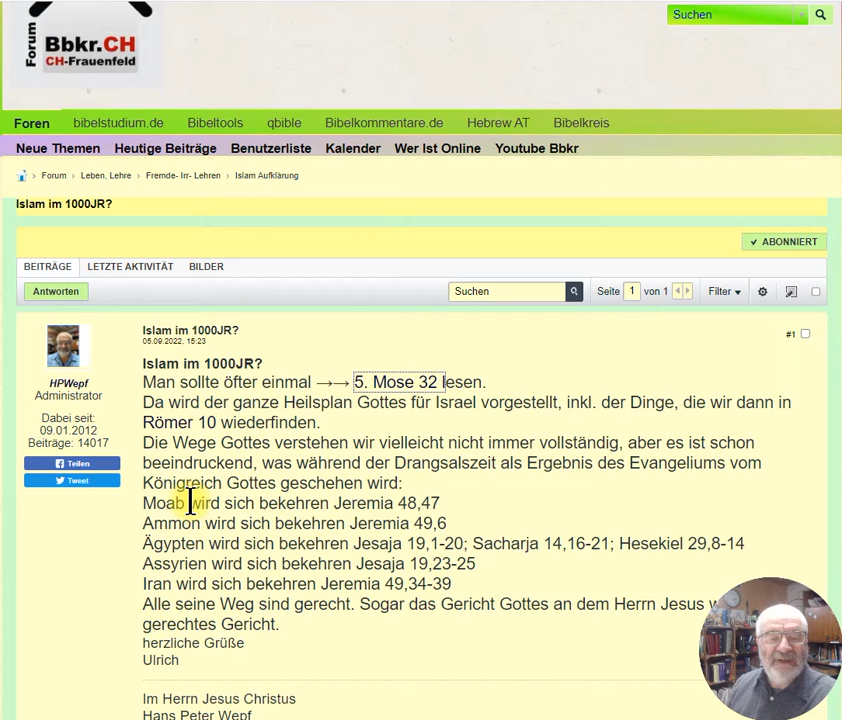 Forum
Bbkr.CH
CH-Frauenfeld
Suchen
Foren bibelstudium.de Bibeltools qbible Bibelkommentare.de Hebrew AT Bibelkreis
Neue Themen Heutige Beiträge Benutzerliste Kalender Wer Ist Online Youtube Bbkr
Forum Leben, Lehre Fremde- Irr- Lehren Islam Aufklärung
Islam im 1000JR?
ABONNIERT
BEITRÄGE LETZTE AKTIVITÄT BILDER
Antworten Suchen Seite 1 von 1 Filter
Islam im 1000JR?
05.09.2022, 15:23
#1
HPWepf
Administrator
Dabei seit:
09.01.2012
Beiträge: 14017
Teilen
Tweet
Islam im 1000JR?
Man sollte öfter einmal →→ 5. Mose 32 lesen.
Da wird der ganze Heilsplan Gottes für Israel vorgestellt, inkl. der Dinge, die wir dann in
Römer 10 wiederfinden.
Die Wege Gottes verstehen wir vielleicht nicht immer vollständig, aber es ist schon
beeindruckend, was während der Drangsalszeit als Ergebnis des Evangeliums vom
Königreich Gottes geschehen wird:
Moab wird sich bekehren Jeremia 48,47
Ammon wird sich bekehren Jeremia 49,6
Ägypten wird sich bekehren Jesaja 19,1-20; Sacharja 14,16-21; Hesekiel 29,8-14
Assyrien wird sich bekehren Jesaja 19,23-25
Iran wird sich bekehren Jeremia 49,34-39
Alle seine Weg sind gerecht. Sogar das Gericht Gottes an dem Herrn Jesus
gerechtes Gericht.
herzliche Grüße
Ulrich
Im Herrn Jesus Christus
Hans Peter Wepf